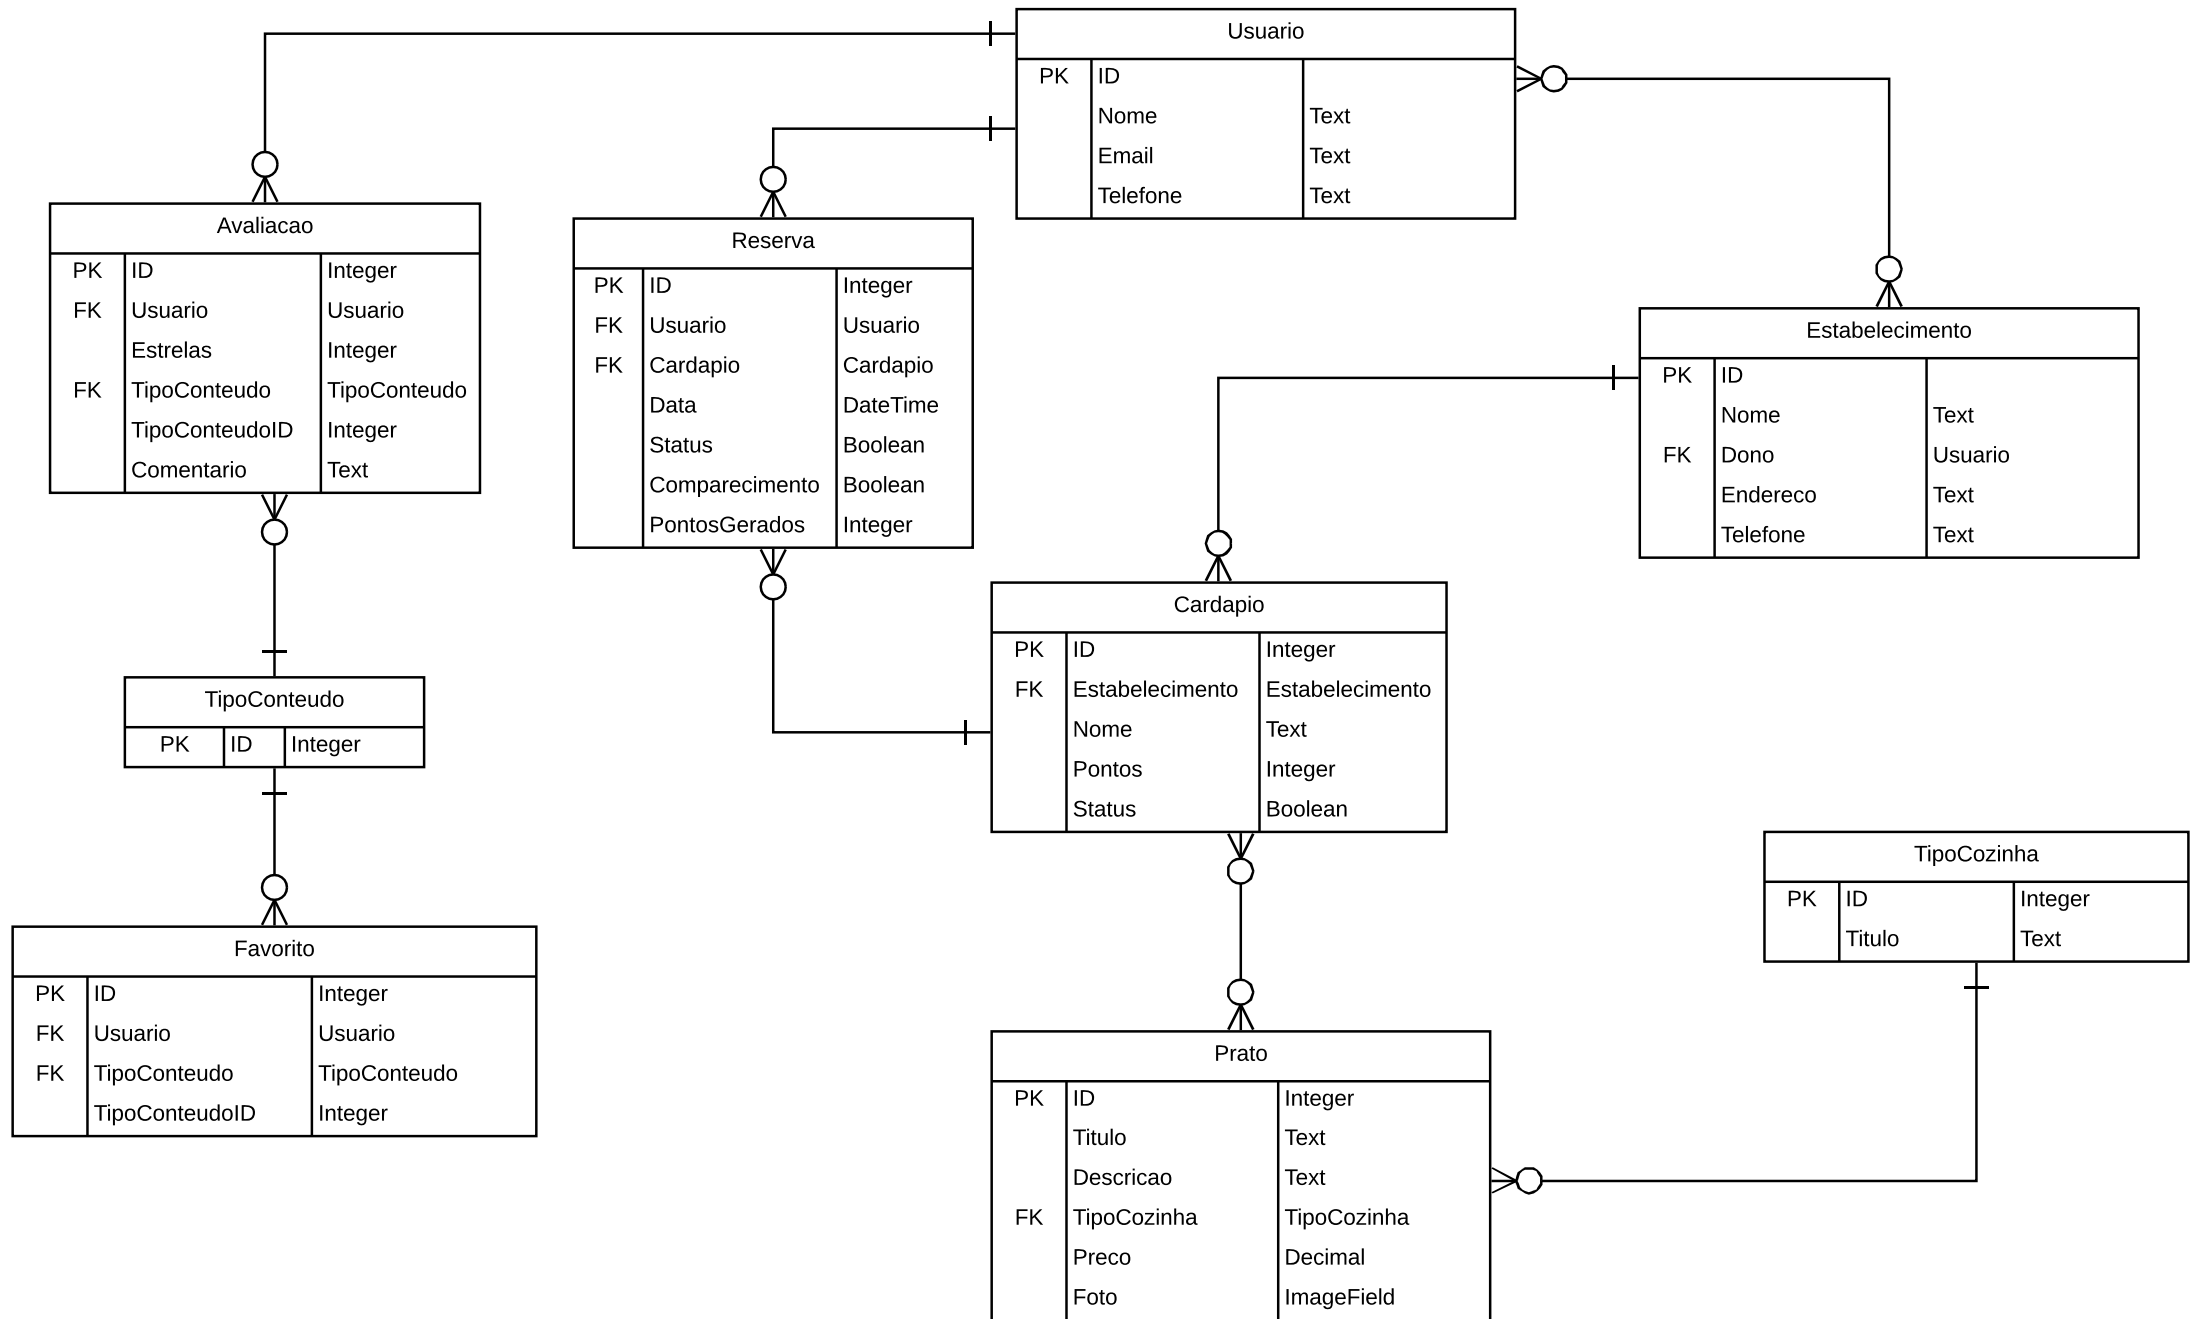 Usuario
PK ID
Nome Text
Email Text
Telefone Text
Avaliacao
PK ID Integer
FK Usuario Usuario
Estrelas Integer
FK TipoConteudo TipoConteudo
TipoConteudoID Integer
Comentario Text
Reserva
PK ID Integer
FK Usuario Usuario
FK Cardapio Cardapio
Data DateTime
Status Boolean
Comparecimento Boolean
PontosGerados Integer
Estabelecimento
PK ID
Nome Text
FK Dono Usuario
Endereco Text
Telefone Text
Cardapio
PK ID Integer
FK Estabelecimento Estabelecimento
Nome Text
Pontos Integer
Status Boolean
TipoConteudo
PK ID Integer
TipoCozinha
PK ID Integer
Titulo Text
Favorito
PK ID Integer
FK Usuario Usuario
FK TipoConteudo TipoConteudo
TipoConteudoID Integer
Prato
PK ID Integer
Titulo Text
Descricao Text
FK TipoCozinha TipoCozinha
Preco Decimal
Foto ImageField